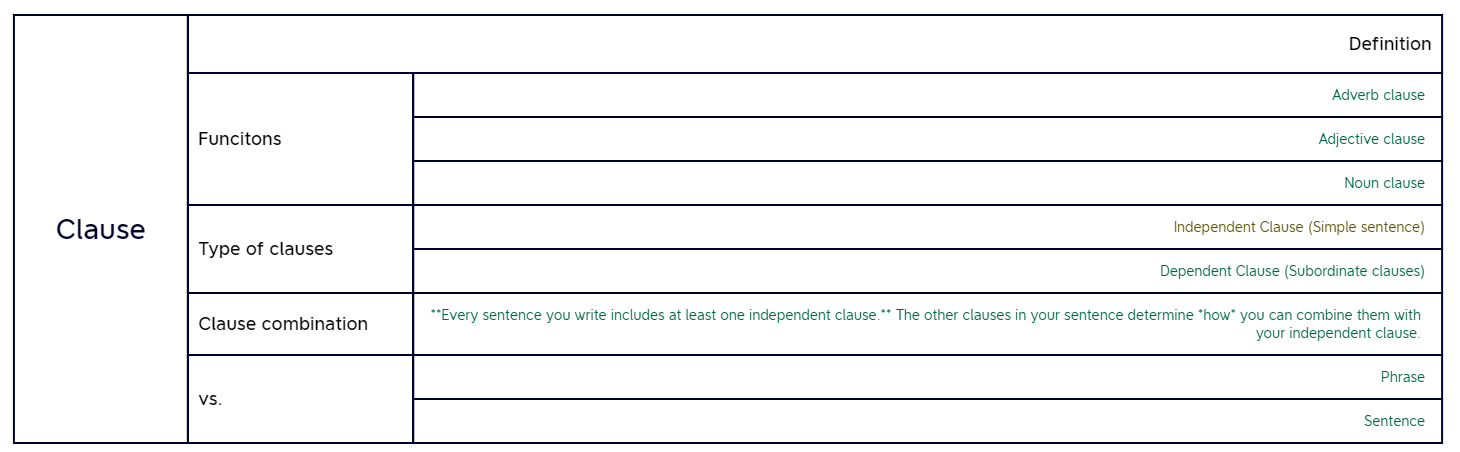 Clause
Definition
Funcitons
Adverb clause
Adjective clause
Noun clause
Type of clauses
Independent Clause (Simple sentence)
Dependent Clause (Subordinate clauses)
Clause combination
**Every sentence you write includes at least one independent clause.** The other clauses in your sentence determine *how* you can combine them with
your independent clause.
vs.
Phrase
Sentence